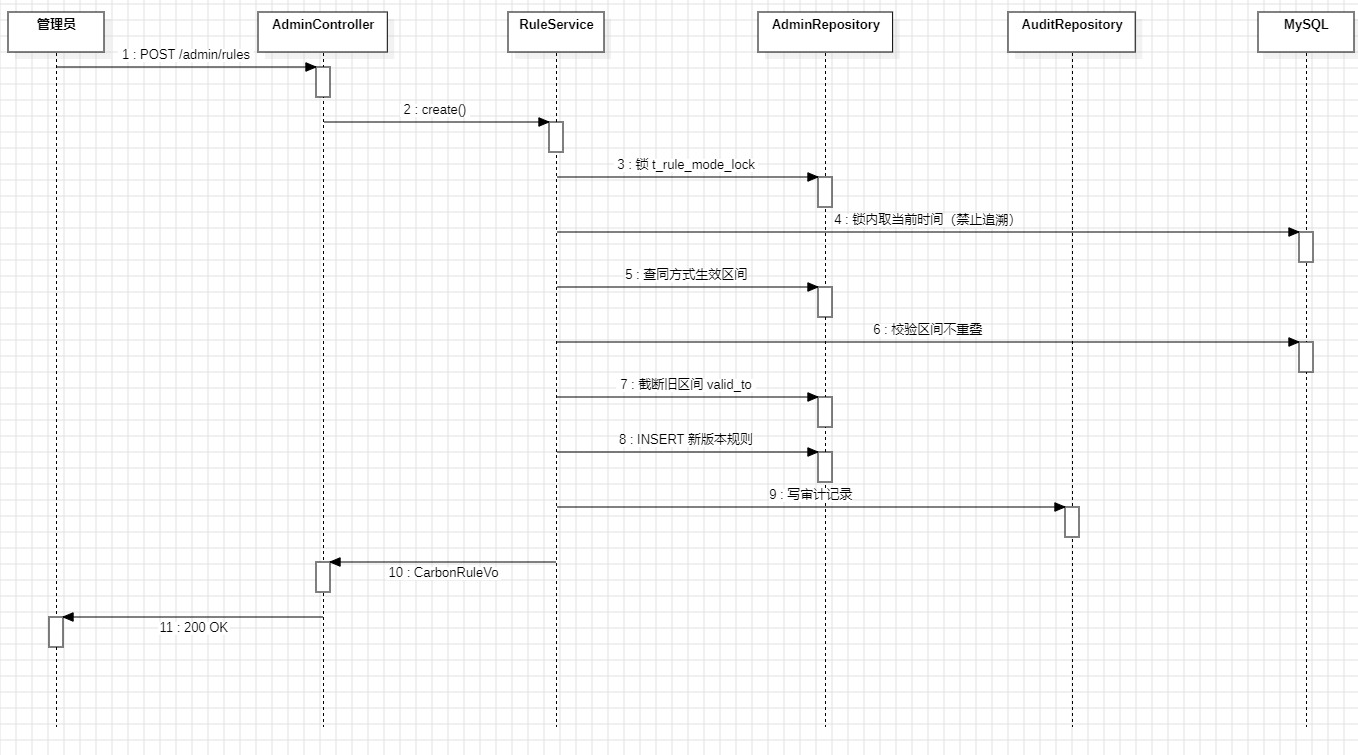 管理员
AdminController
RuleService
AdminRepository
AuditRepository
MySQL
1 : POST /admin/rules
2 : create()
3 : 锁 t_rule_mode_lock
4 : 锁内取当前时间（禁止追溯）
5 : 查同方式生效区间
6 : 校验区间不重叠
7 : 截断旧区间 valid_to
8 : INSERT 新版本规则
9 : 写审计记录
10 : CarbonRuleVo
11 : 200 OK